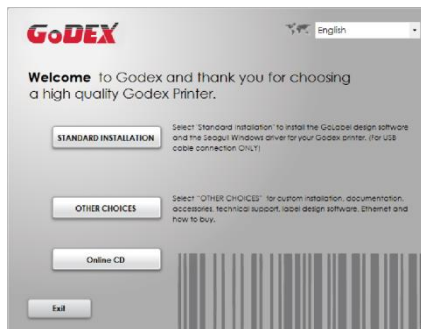 GoDEX
English
Welcome to Godex and thank you for choosing
a high quality Godex Printer.
STANDARD INSTALLATION
Select "Standard Installation" to install the GoLabel design software
and the Seagull Windows driver for your Godex printer. (for USB
cable connection ONLY)
OTHER CHOICES
Select "OTHER CHOICES" for custom installation, documentation,
accessories, technical support, label design software, Ethernet and
how to buy.
Online CD
Exit